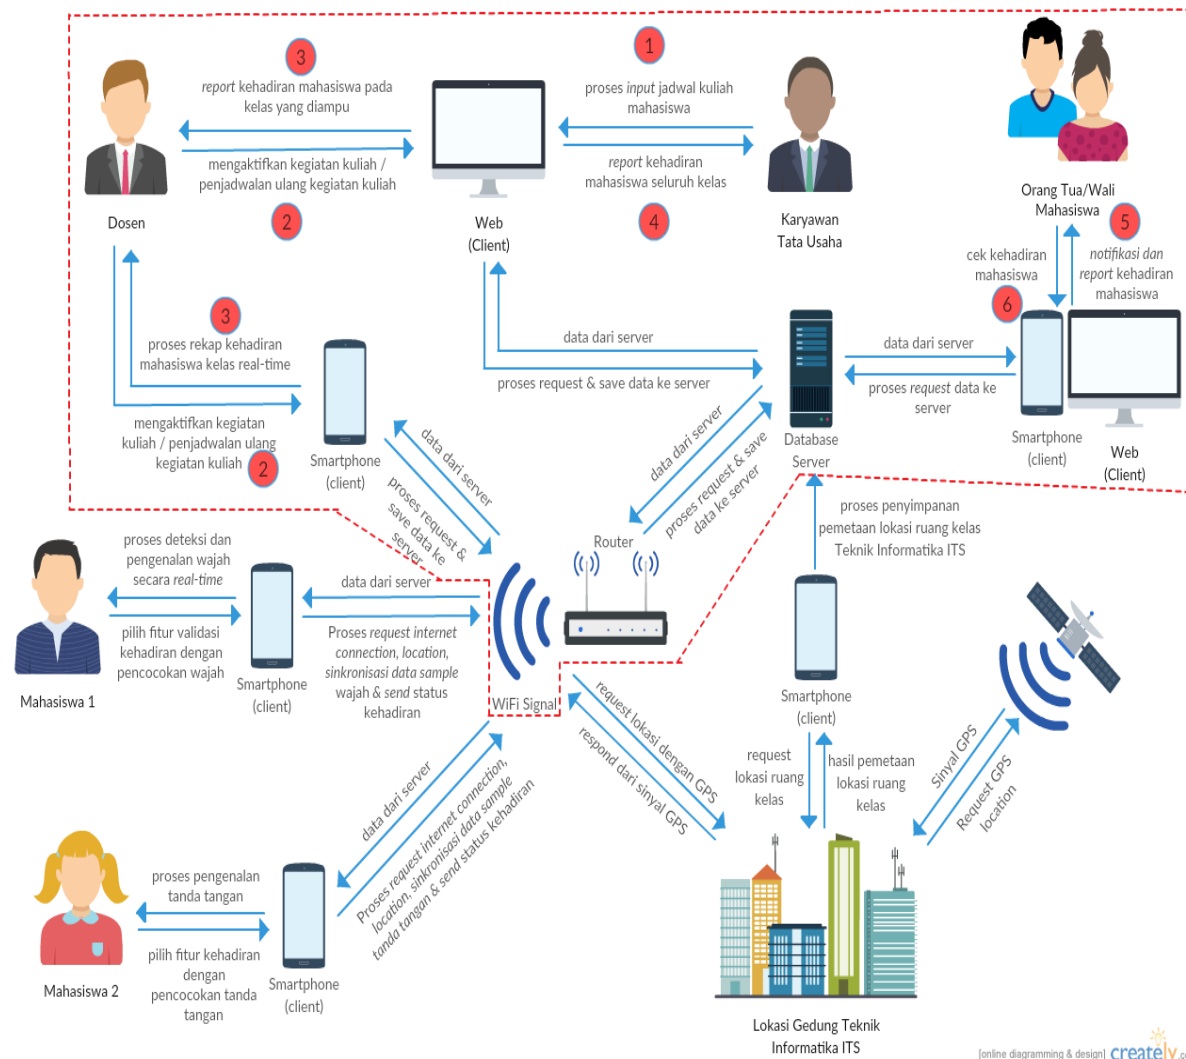 3
report kehadiran mahasiswa pada
kelas yang diampu
mengaktifkan kegiatan kuliah /
penjadwalan ulang kegiatan kuliah
2
Dosen
Web
(Client)
1
proses input jadwal kuliah
mahasiswa
report kehadiran
mahasiswa seluruh kelas
4
Karyawan
Tata Usaha
Orang Tua/Wali
Mahasiswa
5
cek kehadiran
mahasiswa
notifikasi dan
report kehadiran
mahasiswa
6
3
proses rekap kehadiran
mahasiswa kelas real-time
mengaktifkan kegiatan
kuliah / penjadwalan ulang
kegiatan kuliah
2
Smartphone
(client)
data dari server
proses request & save data ke server
Database
Server
data dari server
proses request data ke
server
Smartphone
(client)
Web
(Client)
data dari server
proses request &
save data ke
server
data dari server
proses request & save
data ke server
Router
WiFi Signal
proses penyimpanan
pemetaan lokasi ruang kelas
Teknik Informatika ITS
proses deteksi dan
pengenalan wajah
secara real-time
pilih fitur validasi
kehadiran dengan
pencocokan wajah
Mahasiswa 1
Smartphone
(client)
data dari server
Proses request internet
connection, location,
sinkronisasi data sample
wajah & send status
kehadiran
Smartphone
(client)
request
lokasi ruang
kelas
hasil pemetaan
lokasi ruang
kelas
request lokasi dengan GPS
respond dari sinyal GPS
Sinyal GPS
Request GPS
location
data dari server
Proses request internet connection,
location, sinkronisasi data sample
tanda tangan & send status kehadiran
proses pengenalan
tanda tangan
pilih fitur kehadiran
dengan
pencocokan tanda
tangan
Mahasiswa 2
Smartphone
(client)
Lokasi Gedung Teknik
Informatika ITS
[online diagramming & design] creately.co